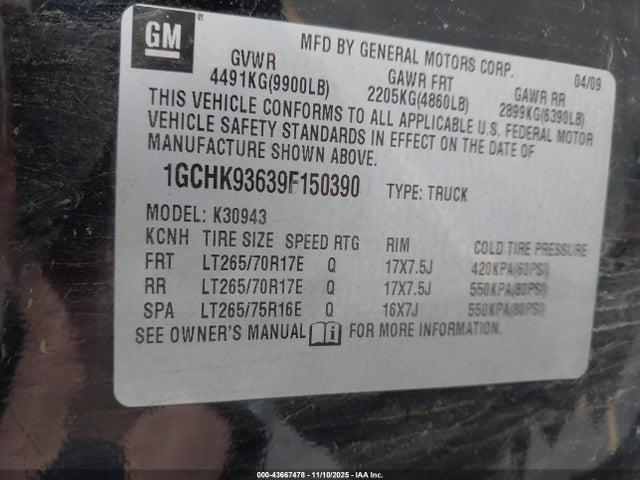 GM
MFD BY GENERAL MOTORS CORP.
04/09
GVWR GAWR FRT GAWR RR
4491KG(9900LB) 2205KG(4860LB) 2899KG(6390LB)
THIS VEHICLE CONFORMS TO ALL APPLICABLE U.S. FEDERAL MOTOR
VEHICLE SAFETY STANDARDS IN EFFECT ON THE DATE OF
MANUFACTURE SHOWN ABOVE.
1GCHK93639F150390 TYPE: TRUCK
MODEL: K30943
KCNH TIRE SIZE SPEED RTG RIM COLD TIRE PRESSURE
FRT LT265/70R17E Q 17X7.5J 420KPA(60PSI)
RR LT265/70R17E Q 17X7.5J 550KPA(80PSI)
SPA LT265/75R16E Q 16X7J 550KPA(80PSI)
SEE OWNER'S MANUAL FOR MORE INFORMATION.
000-43667478 - 11/10/2025 - IAA Inc.